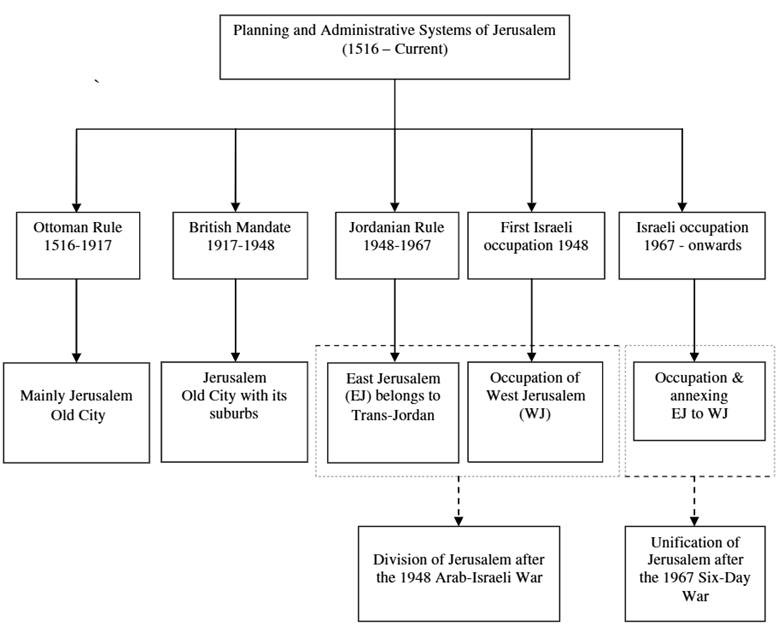 Planning and Administrative Systems of Jerusalem
(1516 – Current)
Ottoman Rule
1516-1917
British Mandate
1917-1948
Jordanian Rule
1948-1967
First Israeli
occupation 1948
Israeli occupation
1967 - onwards
Mainly Jerusalem
Old City
Jerusalem
Old City with its
suburbs
East Jerusalem
(EJ) belongs to
Trans-Jordan
Occupation of
West Jerusalem
(WJ)
Occupation &
annexing
EJ to WJ
Division of Jerusalem after
the 1948 Arab-Israeli War
Unification of
Jerusalem after
the 1967 Six-Day
War